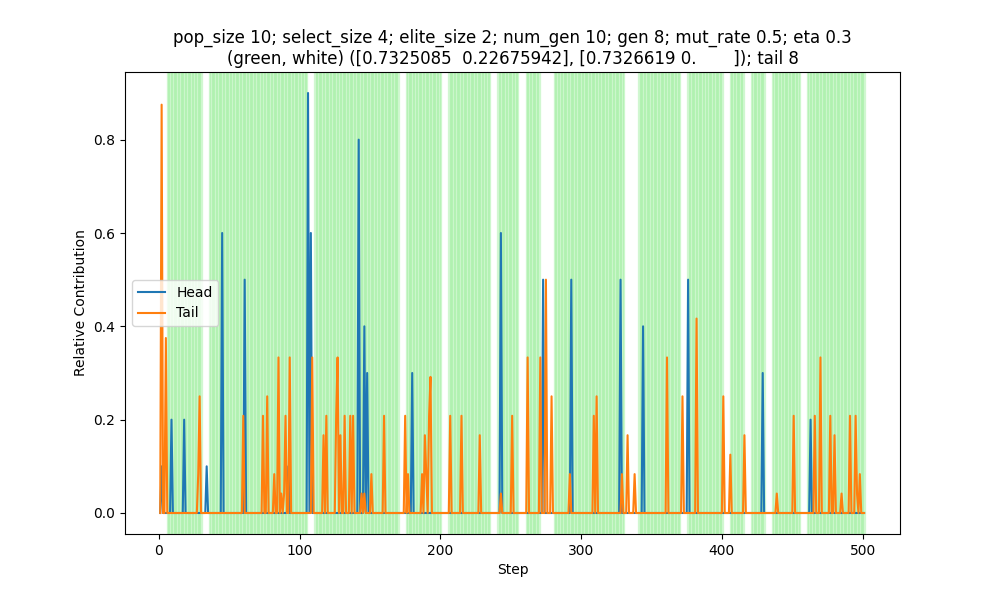 pop_size 10; select_size 4; elite_size 2; num_gen 10; gen 8; mut_rate 0.5; eta 0.3
(green, white) ([0.7325085  0.22675942], [0.7326619 0.        ]); tail 8
Relative Contribution
0.8
0.6
0.4
0.2
0.0
Head
Tail
0 100 200 300 400 500
Step